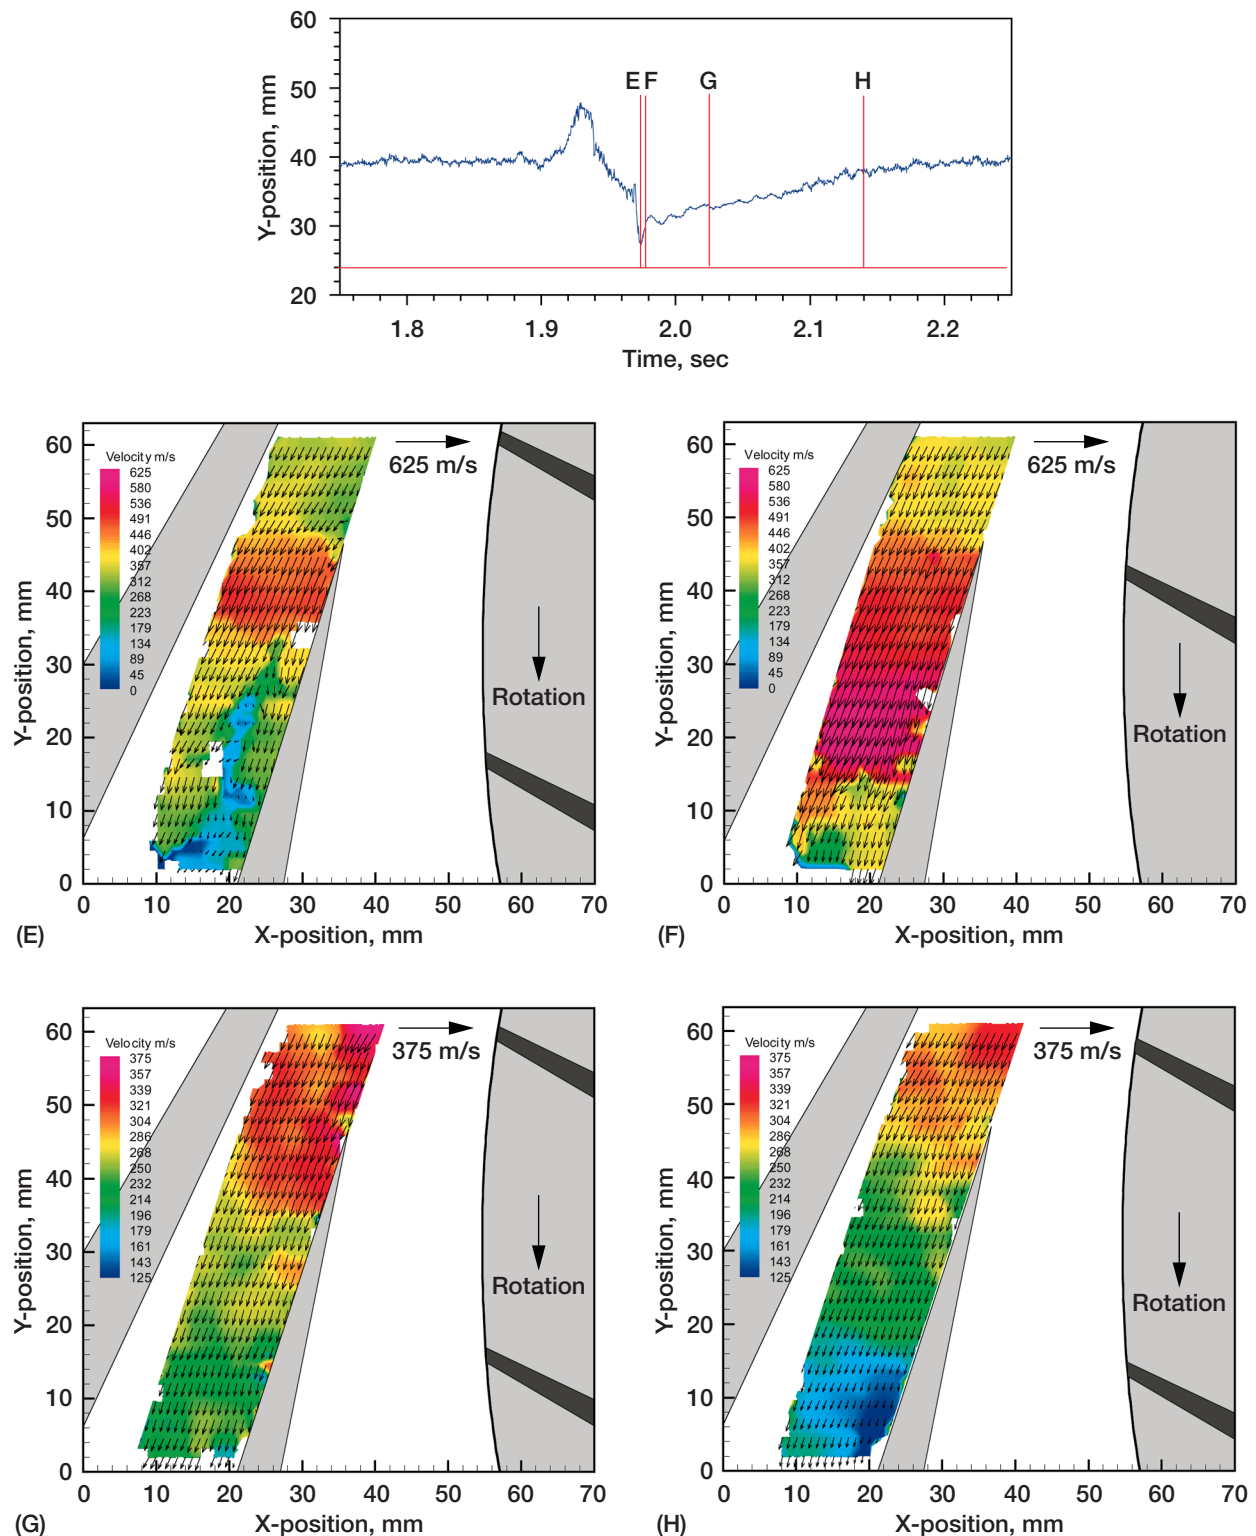 60
50
40
30
20
Y-position, mm
E F G H
1.8 1.9 2.0 2.1 2.2
Time, sec
60
50
40
30
20
10
0
Y-position, mm
Velocity m/s
625
580
536
491
446
402
357
312
268
223
179
134
89
45
0
625 m/s
Rotation
0 10 20 30 40 50 60 70
X-position, mm
(E)
60
50
40
30
20
10
0
Y-position, mm
Velocity m/s
625
580
536
491
446
402
357
312
268
223
179
134
89
45
0
625 m/s
Rotation
0 10 20 30 40 50 60 70
X-position, mm
(F)
60
50
40
30
20
10
0
Y-position, mm
Velocity m/s
375
357
339
321
304
286
268
250
232
214
196
179
161
143
125
375 m/s
Rotation
0 10 20 30 40 50 60 70
X-position, mm
(G)
60
50
40
30
20
10
0
Y-position, mm
Velocity m/s
375
357
339
321
304
286
268
250
232
214
196
179
161
143
125
375 m/s
Rotation
0 10 20 30 40 50 60 70
X-position, mm
(H)